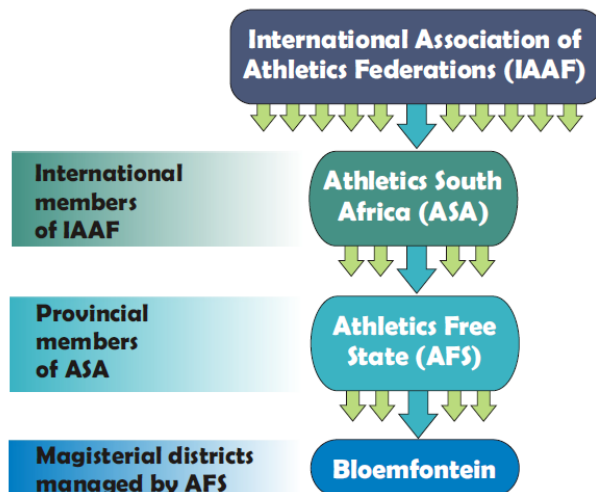 International Association of
Athletics Federations (IAAF)
International
members
of IAAF
Athletics South
Africa (ASA)
Provincial
members
of ASA
Athletics Free
State (AFS)
Magisterial districts
managed by AFS
Bloemfontein